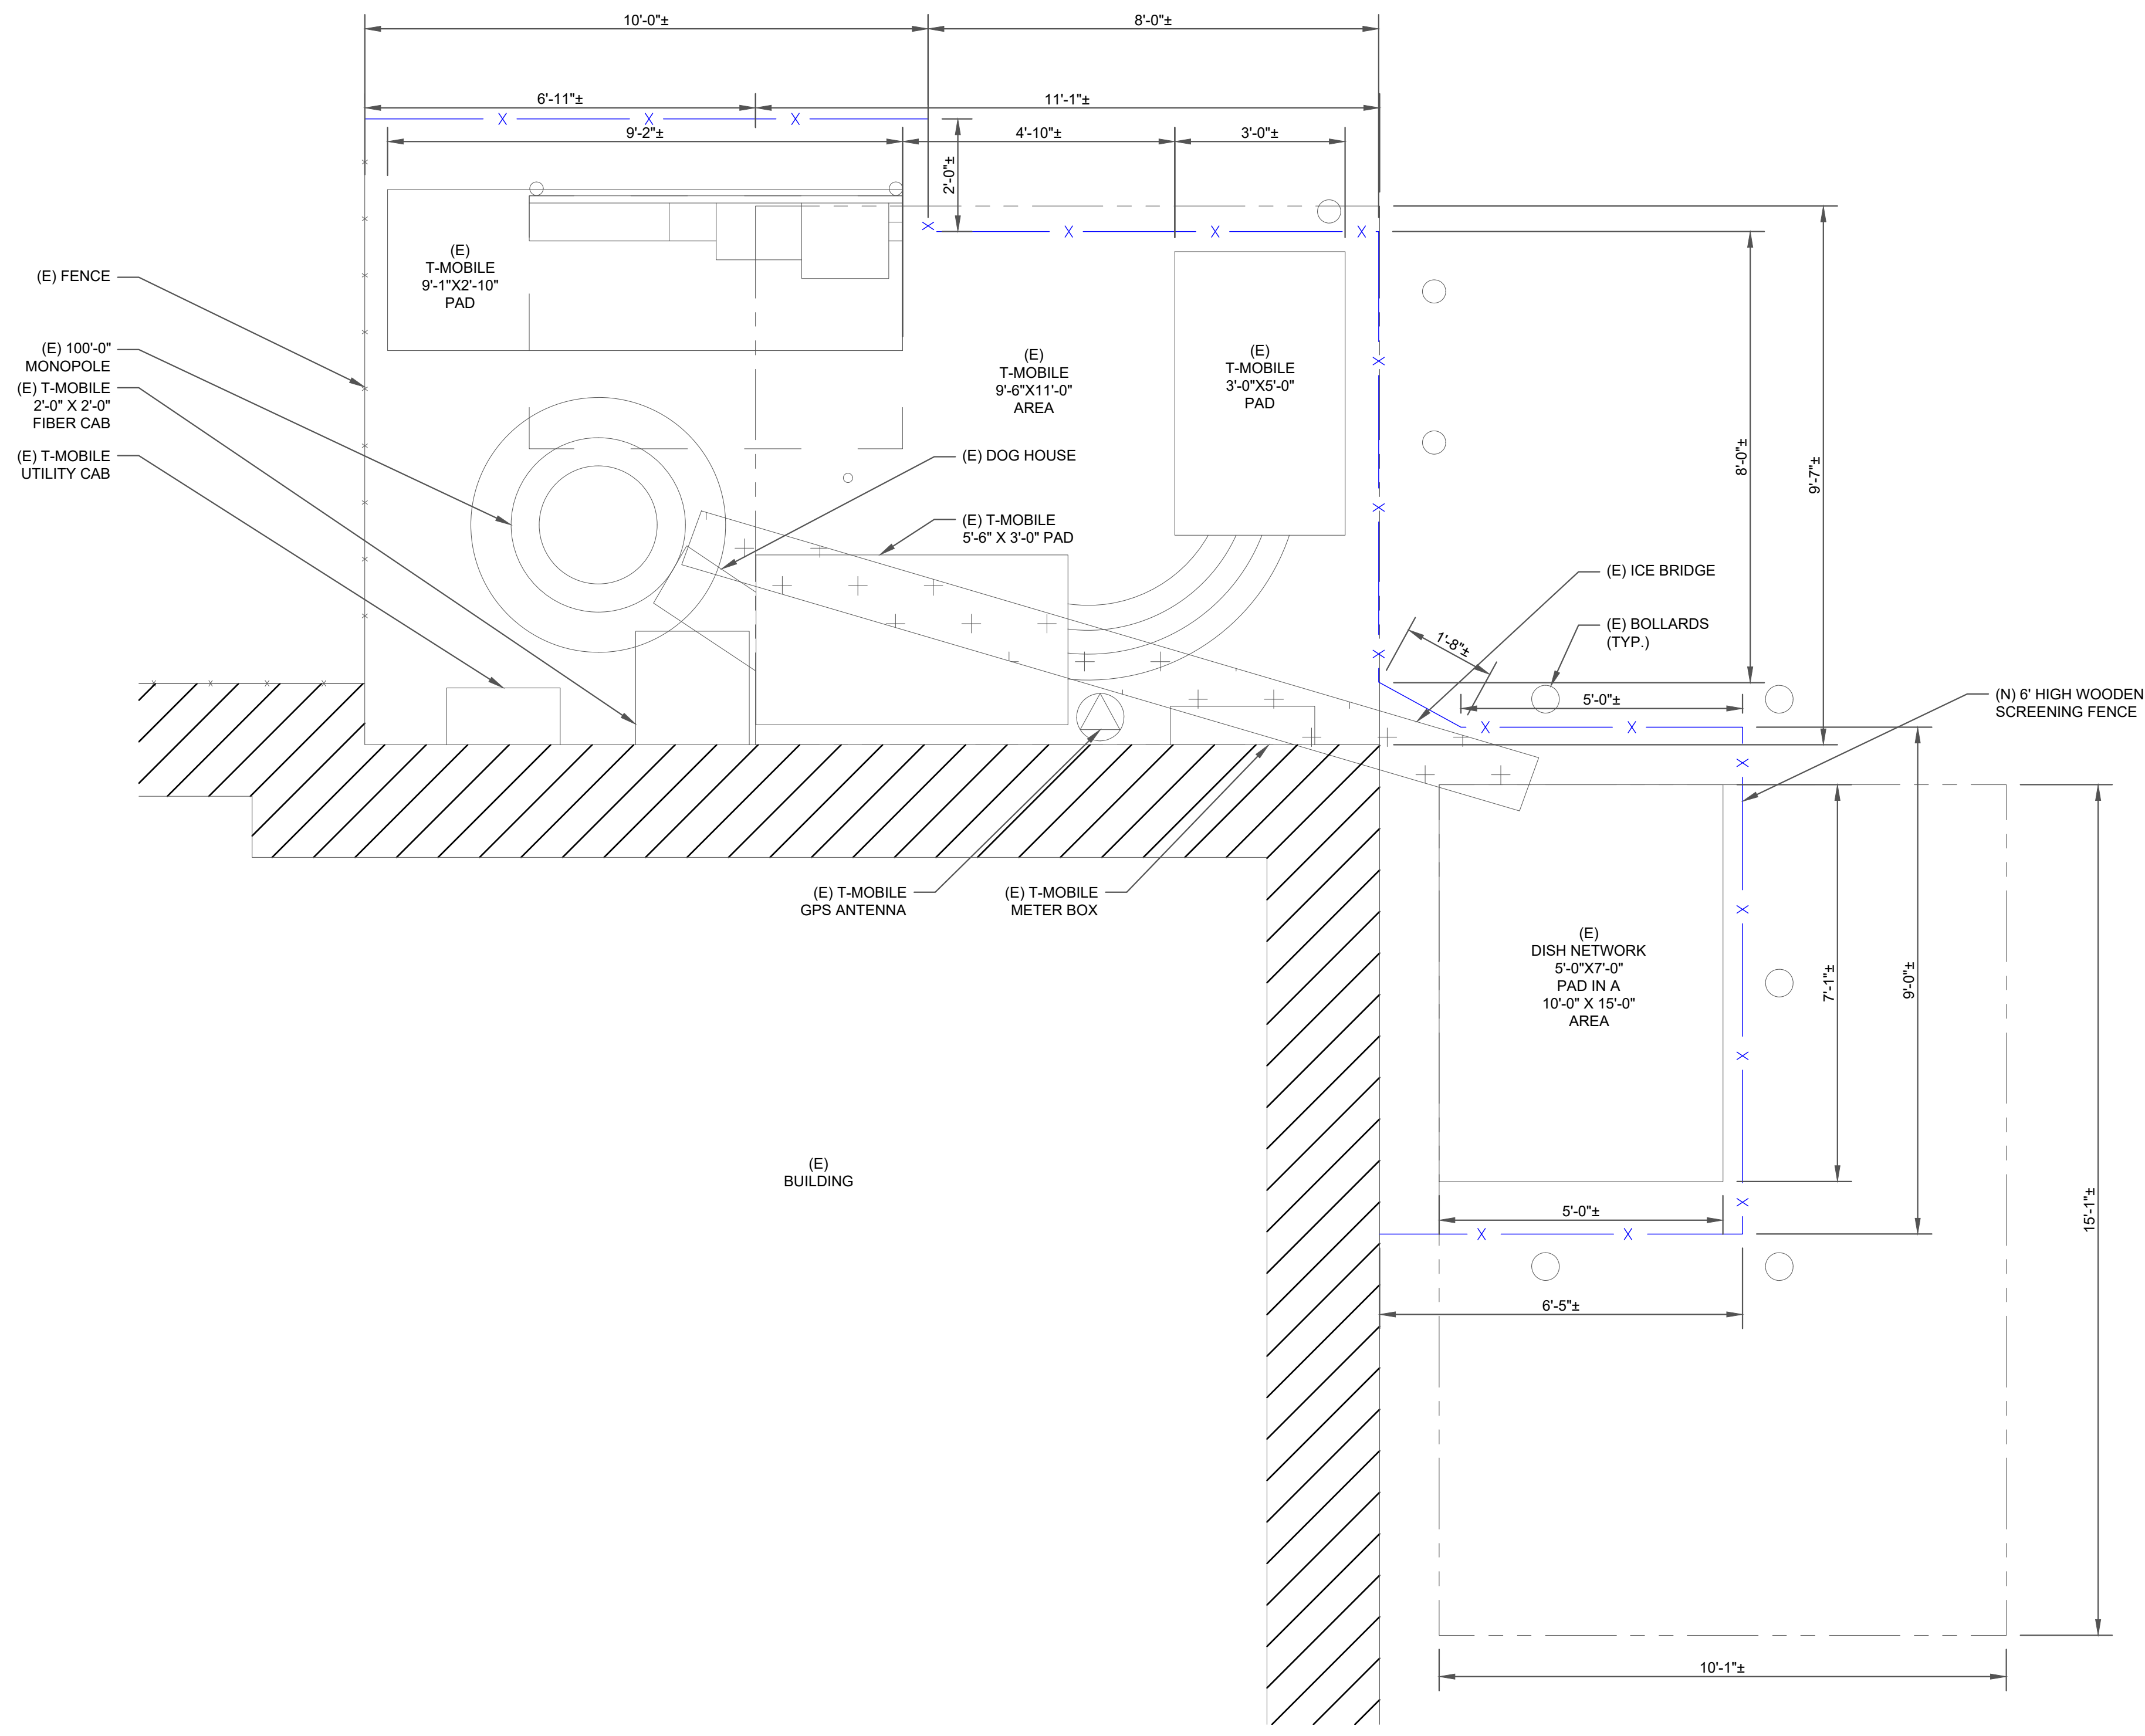 10'-0"±
8'-0"±
6'-11"±
11'-1"±
9'-2"±
4'-10"±
3'-0"±
2'-0"±
(E)
T-MOBILE
9'-1"X2'-10"
PAD
(E) FENCE
(E) 100'-0"
MONOPOLE
(E) T-MOBILE
2'-0" X 2'-0"
FIBER CAB
(E) T-MOBILE
UTILITY CAB
(E)
T-MOBILE
9'-6"X11'-0"
AREA
(E)
T-MOBILE
3'-0"X5'-0"
PAD
(E) DOG HOUSE
(E) T-MOBILE
5'-6" X 3'-0" PAD
8'-0"±
9'-7"±
(E) ICE BRIDGE
(E) BOLLARDS
(TYP.)
1'-8"±
5'-0"±
(N) 6' HIGH WOODEN
SCREENING FENCE
(E) T-MOBILE
GPS ANTENNA
(E) T-MOBILE
METER BOX
(E)
DISH NETWORK
5'-0"X7'-0"
PAD IN A
10'-0" X 15'-0"
AREA
7'-1"±
9'-0"±
15'-1"±
(E)
BUILDING
5'-0"±
6'-5"±
10'-1"±